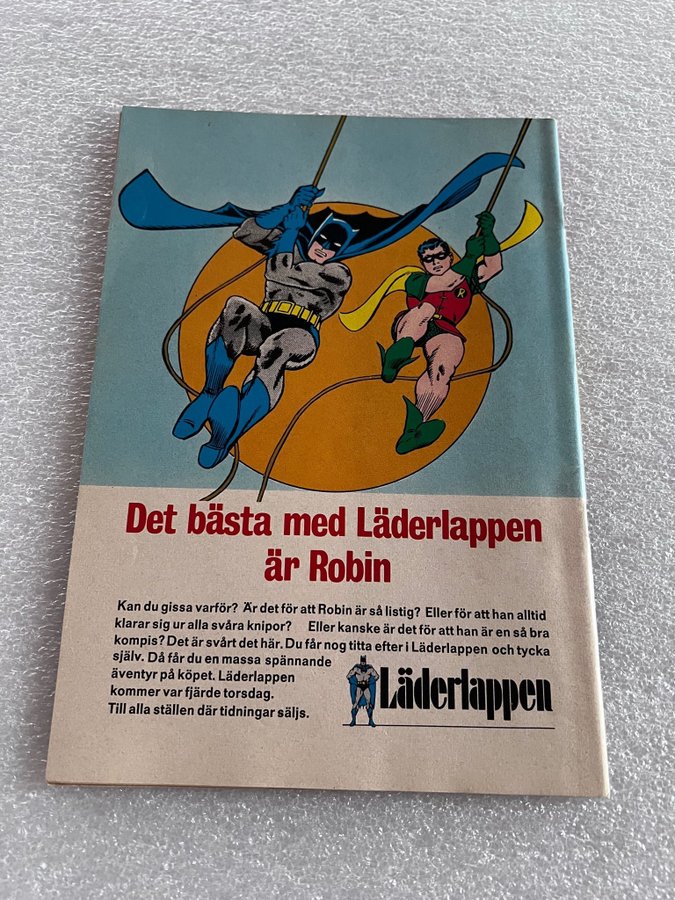 R
Det bästa med Läderlappen
är Robin
Kan du gissa varför? Är det för att Robin är så listig? Eller för att han alltid
klarar sig ur alla svåra knipor? Eller kanske är det för att han är en så bra
kompis? Det är svårt det här. Du får nog titta efter i Läderlappen och tycka
själv. Då får du en massa spännande
äventyr på köpet. Läderlappen
kommer var fjärde torsdag.
Till alla ställen där tidningar säljs.
Läderlappen